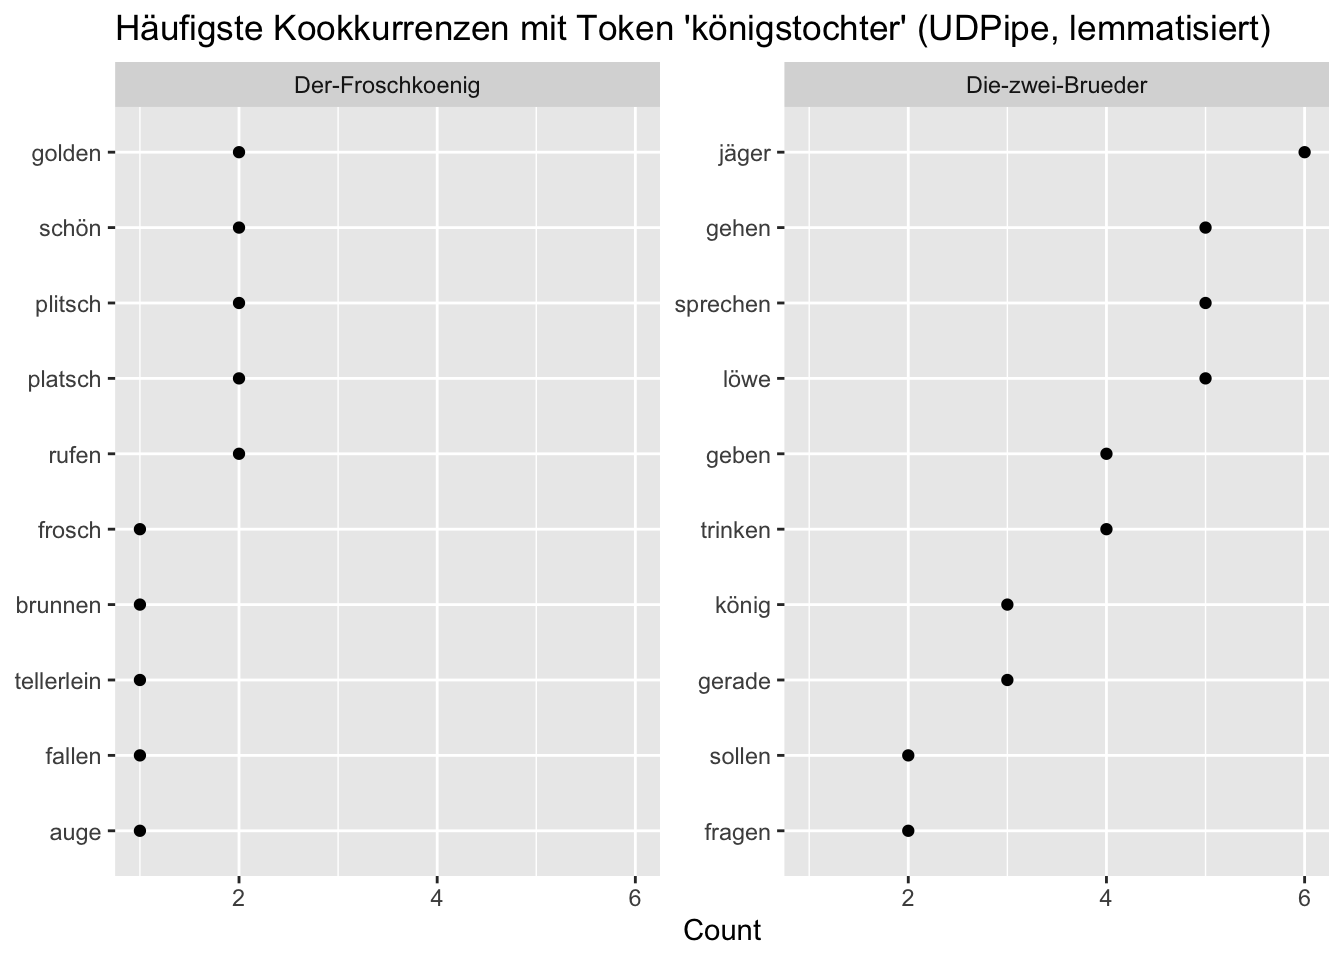 Häufigste Kookkurrenzen mit Token 'königstochter' (UDPipe, lemmatisiert)
Der-Froschkoenig
golden
schön
plitsch
platsch
rufen
frosch
brunnen
tellerlein
fallen
auge
2 4 6
Die-zwei-Brueder
jäger
gehen
sprechen
löwe
geben
trinken
könig
gerade
sollen
fragen
2 4 6
Count